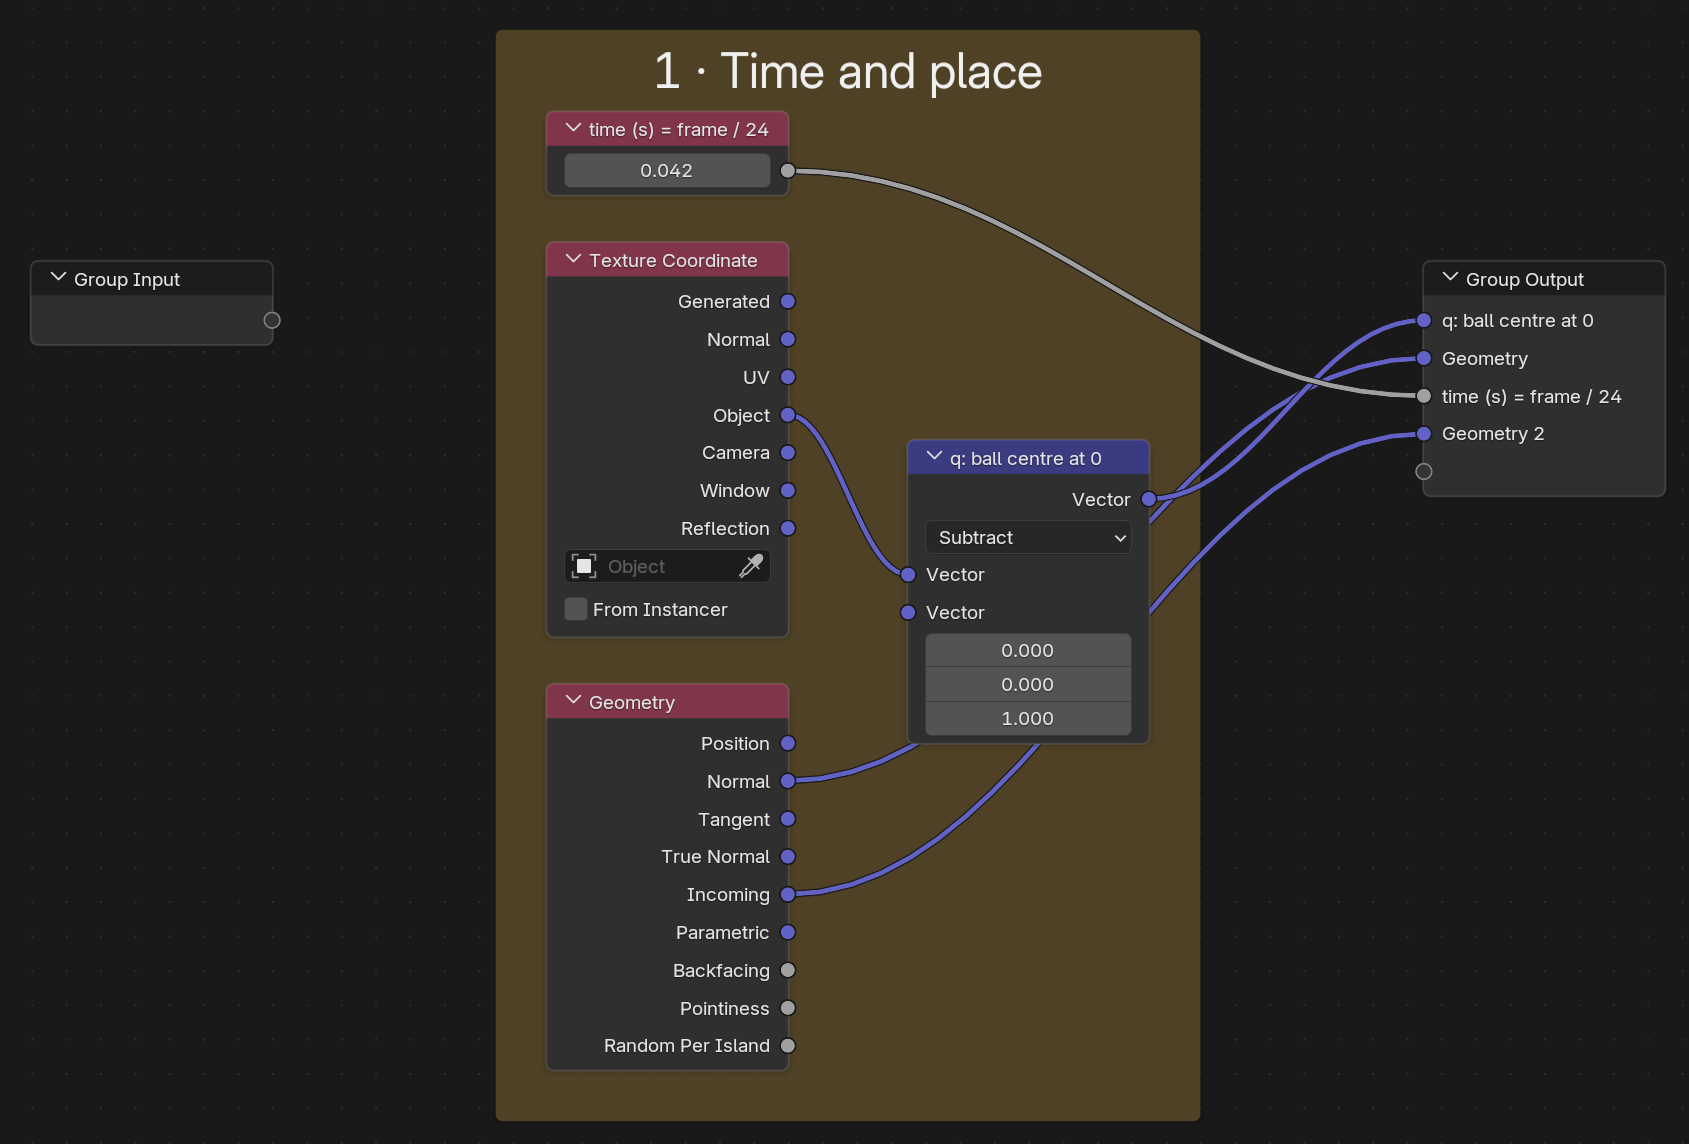 1 · Time and place
time (s) = frame / 24
0.042
Group Input
Texture Coordinate
Generated
Normal
UV
Object
Camera
Window
Reflection
Object
From Instancer
q: ball centre at 0
Vector
Subtract
Vector
Vector
0.000
0.000
1.000
Geometry
Position
Normal
Tangent
True Normal
Incoming
Parametric
Backfacing
Pointiness
Random Per Island
Group Output
q: ball centre at 0
Geometry
time (s) = frame / 24
Geometry 2